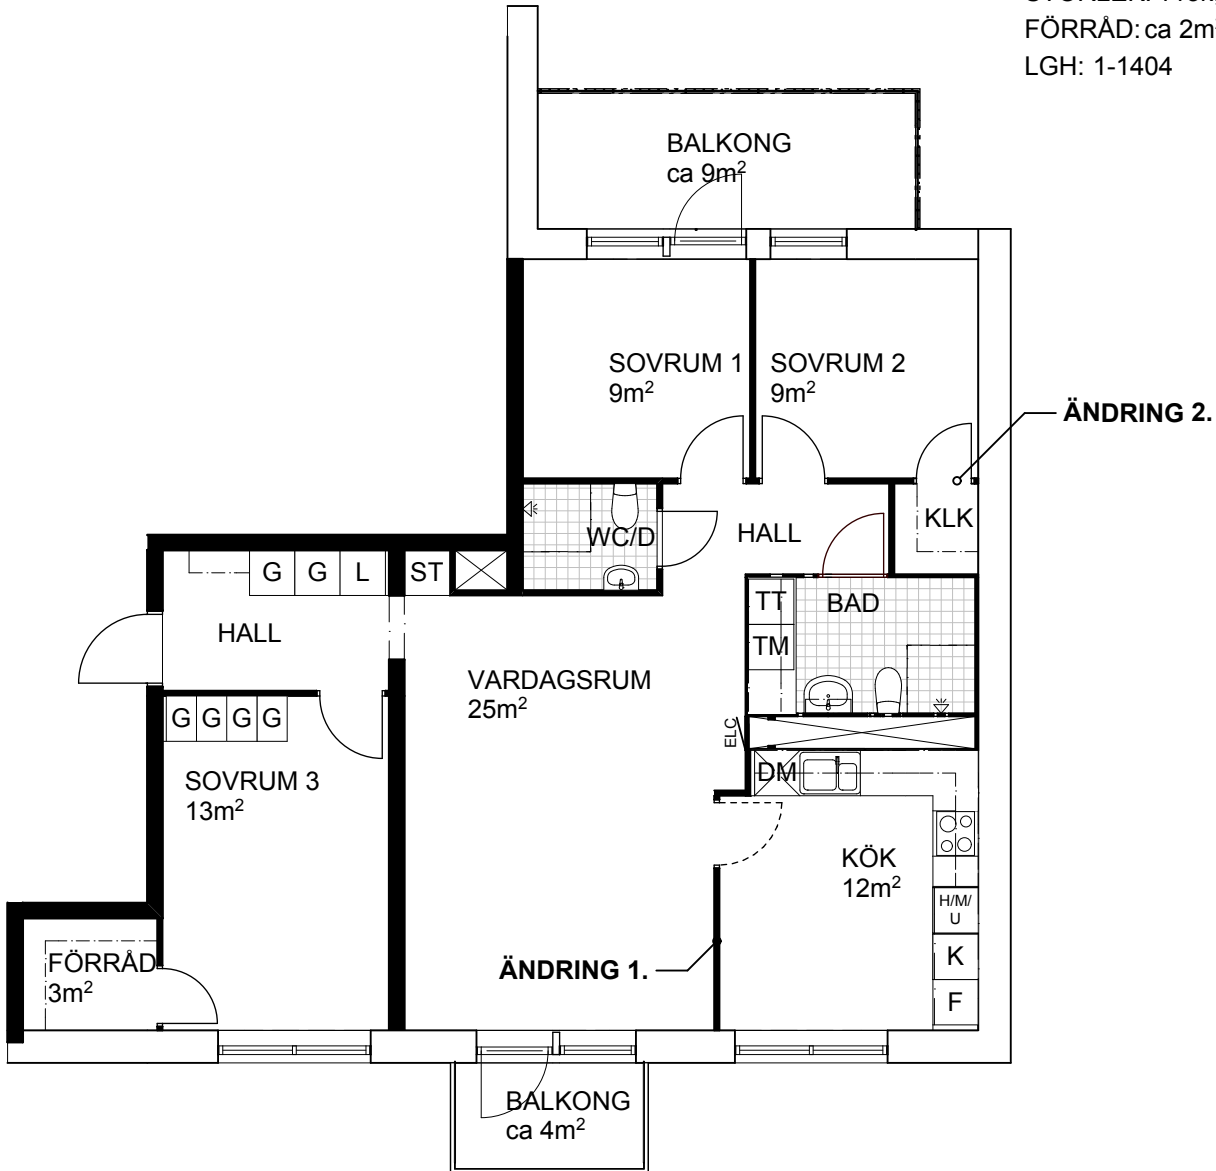 FÖRRÅD: ca 2m
LGH: 1-1404
BALKONG
ca 9m²
SOVRUM 1
9m²
SOVRUM 2
9m²
ÄNDRING 2.
KLK
WC/D
HALL
G G L ST
TT
BAD
HALL
TM
VARDAGSRUM
25m²
G G G G
ELC
SOVRUM 3
13m²
DM
KÖK
12m²
H/M/
U
K
FÖRRÅD
3m²
ÄNDRING 1.
F
BALKONG
ca 4m²